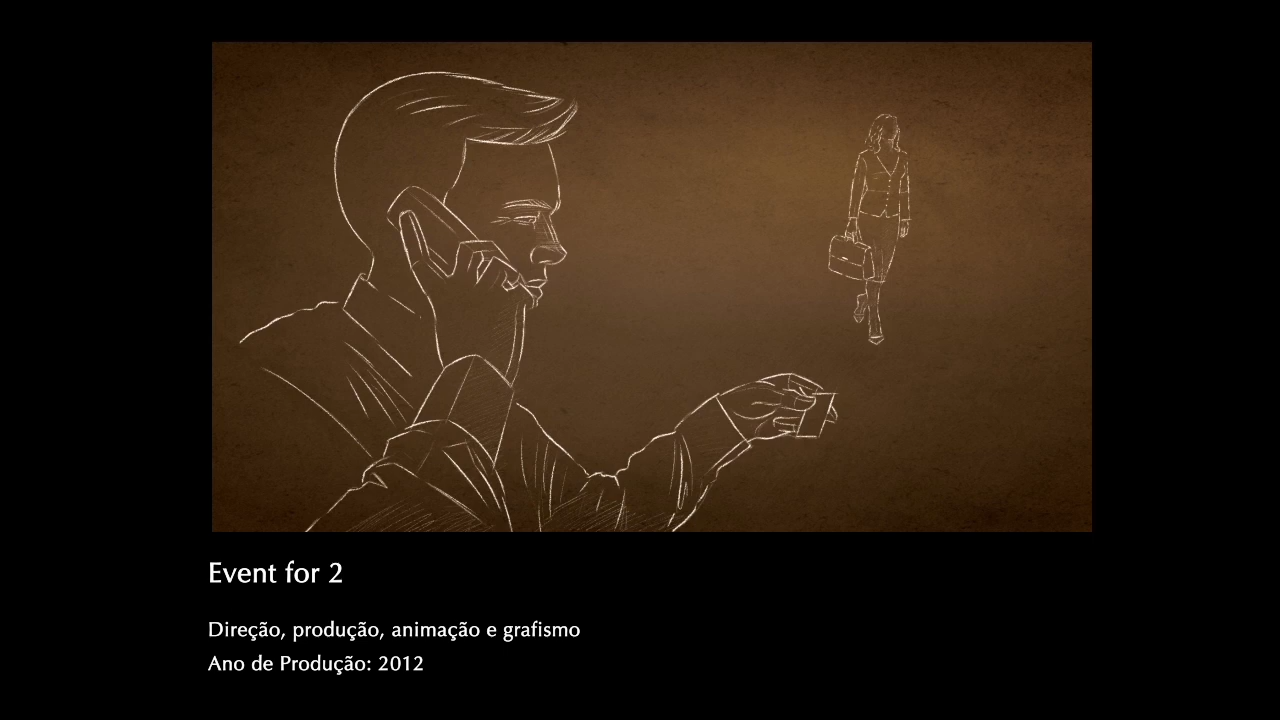 Event for 2
Direção, produção, animação e grafismo
Ano de Produção: 2012